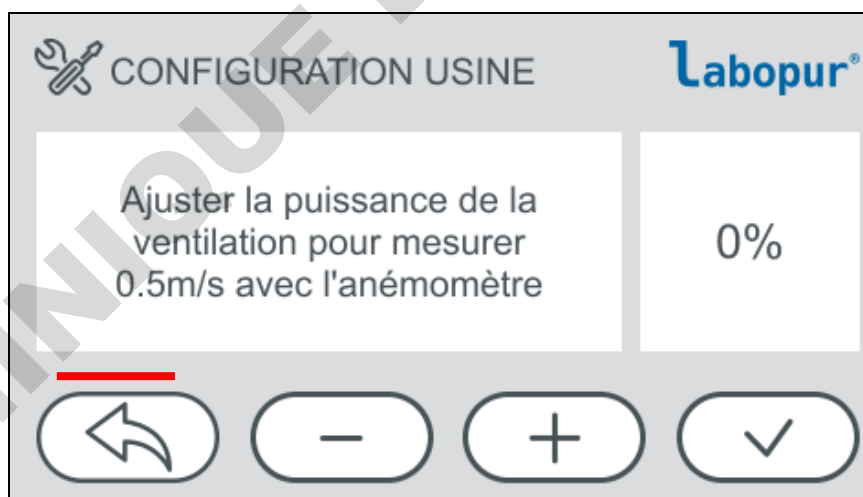 CONFIGURATION USINE
Labopur®
Ajuster la puissance de la
ventilation pour mesurer
0.5m/s avec l'anémomètre
0%